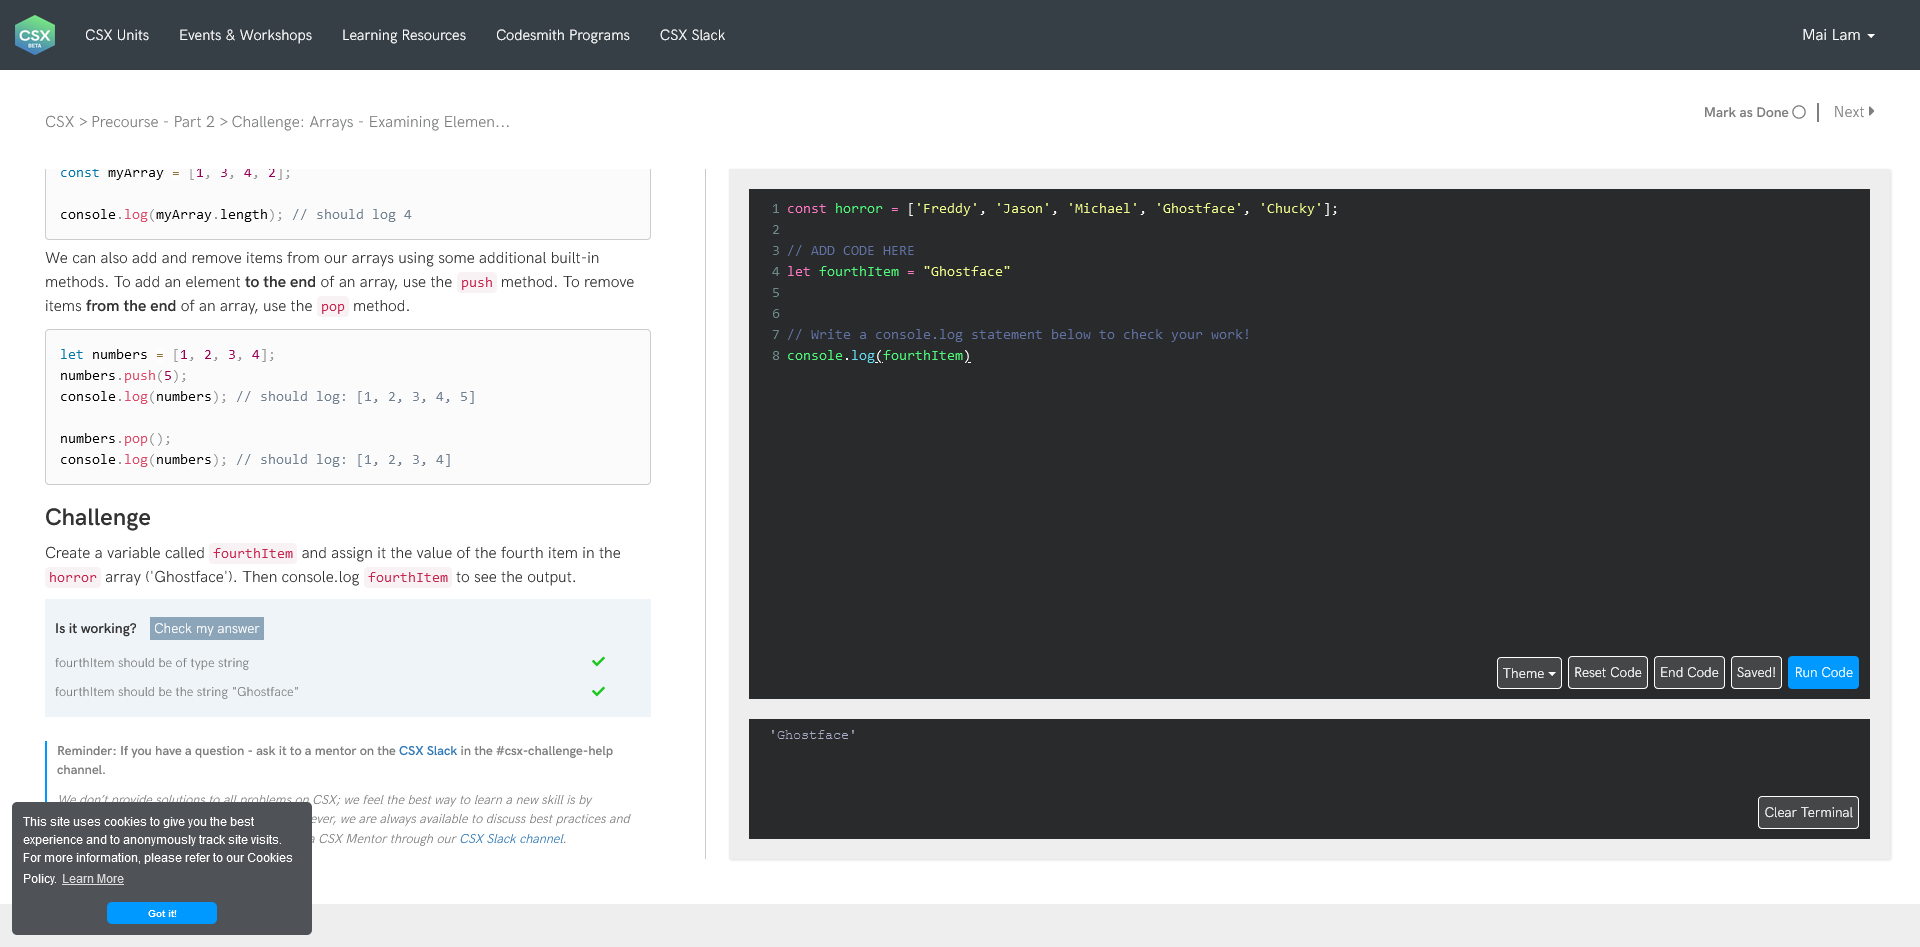 CSX
BETA
CSX Units
Events & Workshops
Learning Resources
Codesmith Programs
CSX Slack
Mai Lam
CSX > Precourse - Part 2 > Challenge: Arrays - Examining Elemen...
Mark as Done
Next
const myArray = [1, 3, 4, 2];
console.log(myArray.length); // should log 4
We can also add and remove items from our arrays using some additional built-in
methods. To add an element to the end of an array, use the push method. To remove
items from the end of an array, use the pop method.
let numbers = [1, 2, 3, 4];
numbers.push(5);
console.log(numbers); // should log: [1, 2, 3, 4, 5]
numbers.pop();
console.log(numbers); // should log: [1, 2, 3, 4]
Challenge
Create a variable called fourthItem and assign it the value of the fourth item in the
horror array ('Ghostface'). Then console.log fourthItem to see the output.
Is it working? Check my answer
fourthItem should be of type string
fourthItem should be the string "Ghostface"
Reminder: If you have a question - ask it to a mentor on the CSX Slack in the #csx-challenge-help
channel.
We don't provide solutions to all problems on CSX; we feel the best way to learn a new skill is by
ever, we are always available to discuss best practices and
a CSX Mentor through our CSX Slack channel.
This site uses cookies to give you the best
experience and to anonymously track site visits.
For more information, please refer to our Cookies
Policy. Learn More
Got it!
1 const horror = ['Freddy', 'Jason', 'Michael', 'Ghostface', 'Chucky'];
2
3 // ADD CODE HERE
4 let fourthItem = "Ghostface"
5
6
7 // Write a console.log statement below to check your work!
8 console.log(fourthItem)
Theme
Reset Code
End Code
Saved!
Run Code
'Ghostface'
Clear Terminal